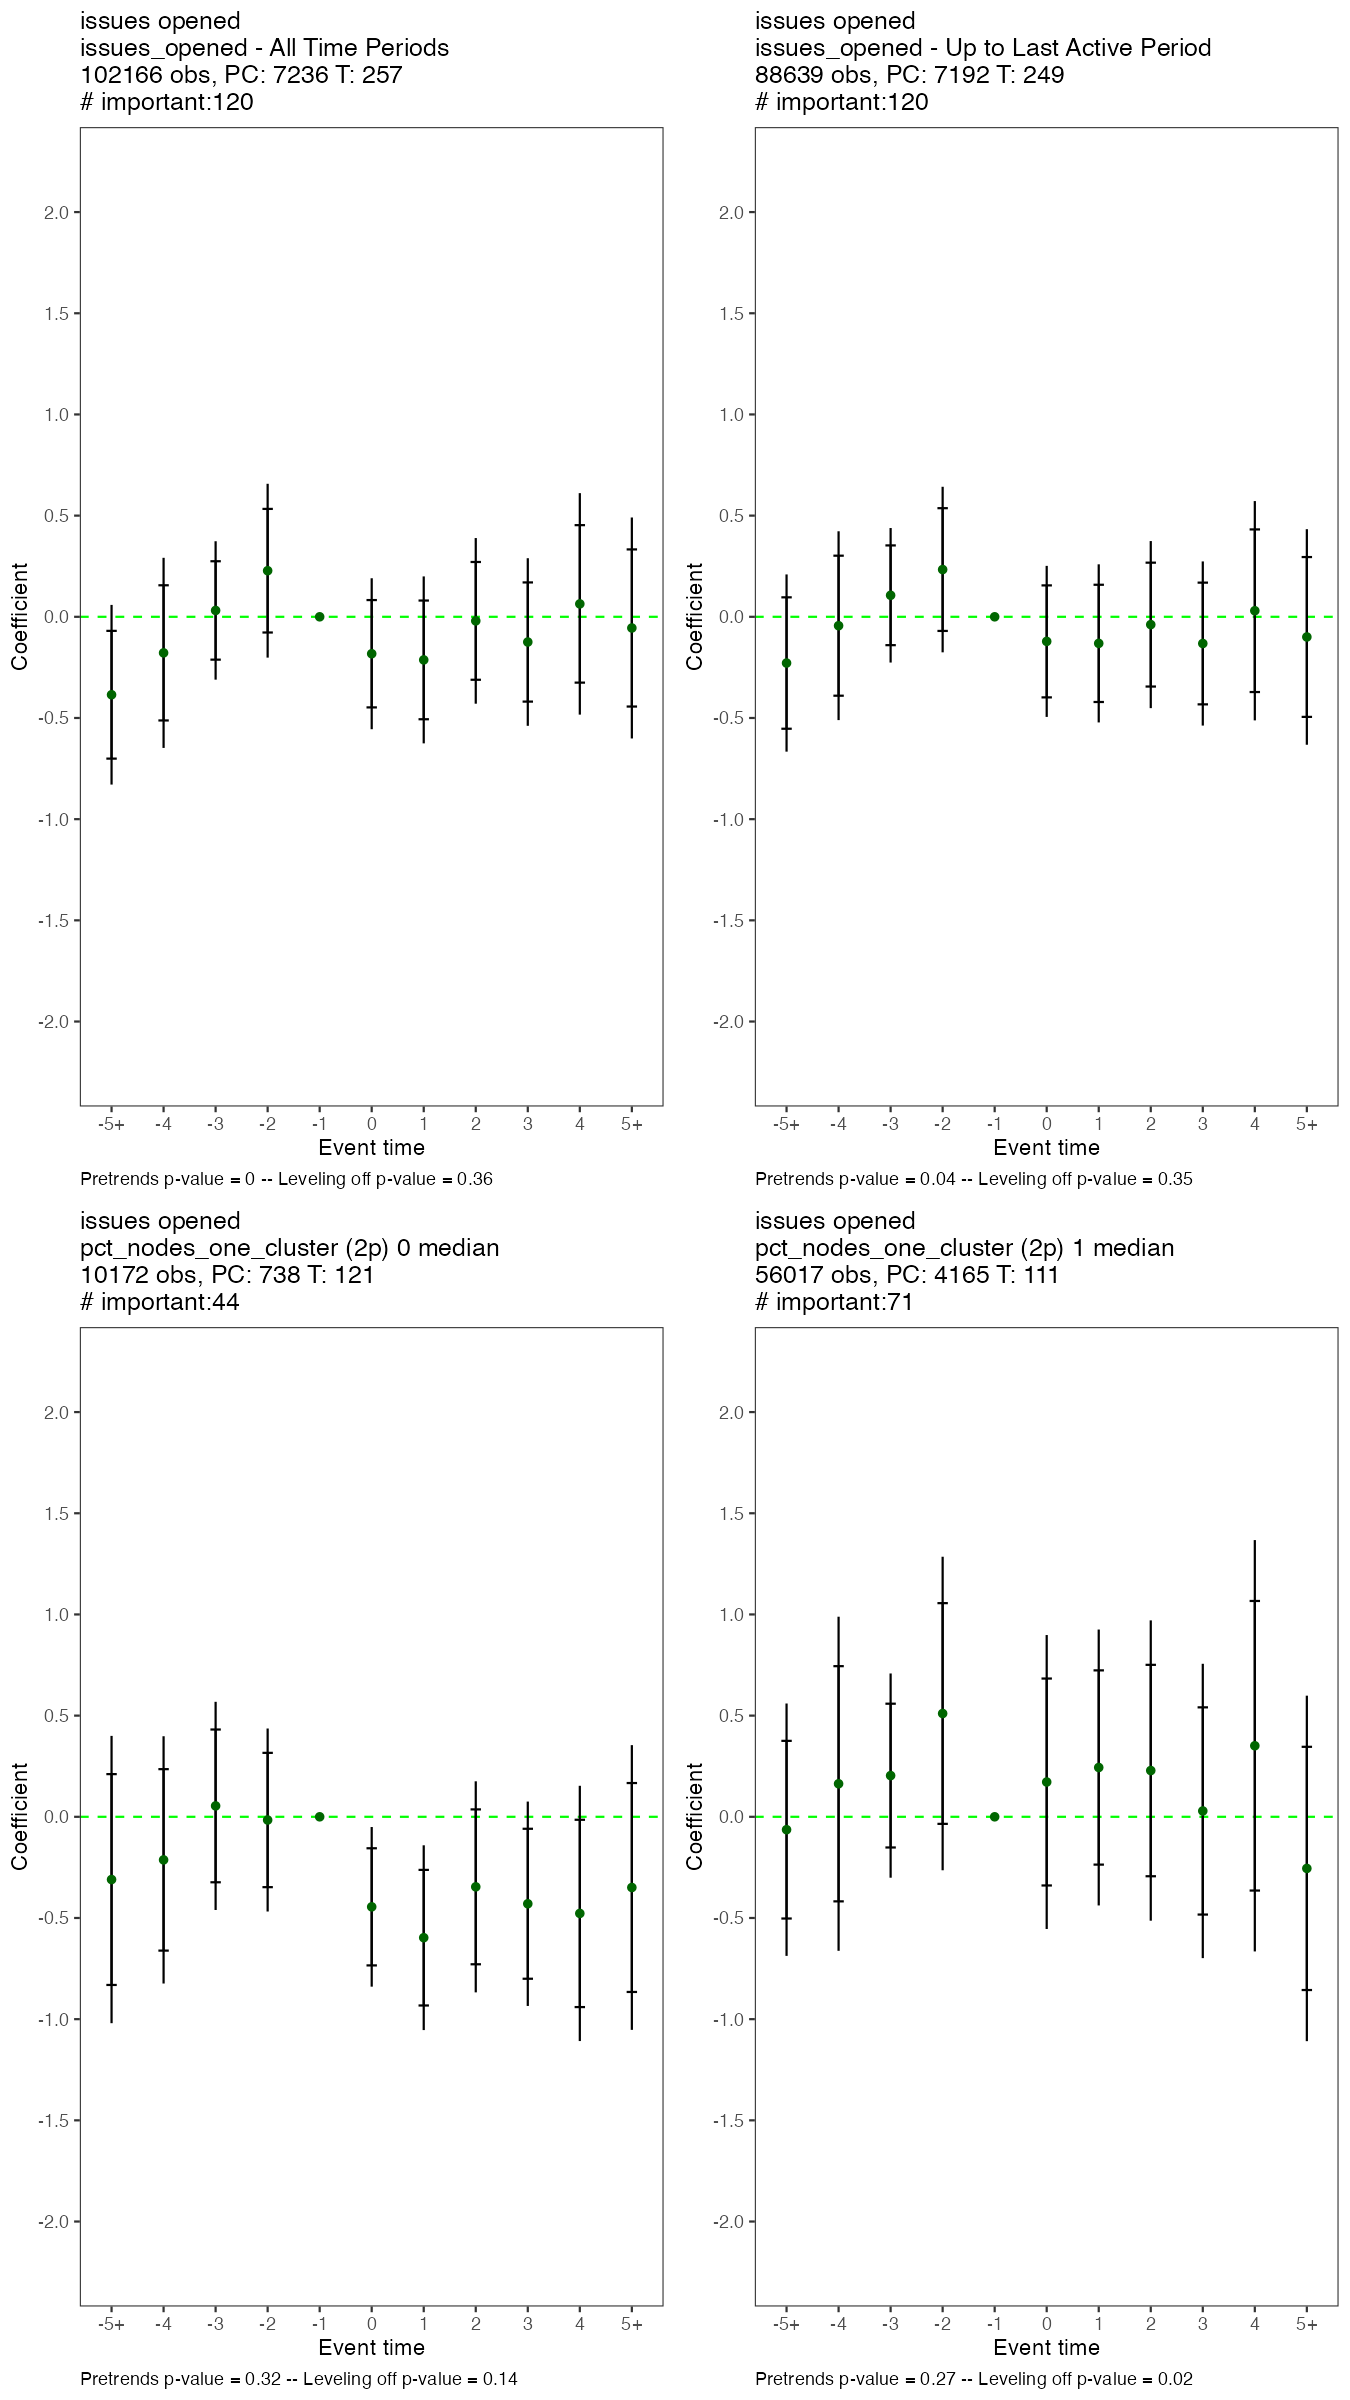 issues opened
issues_opened - All Time Periods
102166 obs, PC: 7236 T: 257
# important:120
2.0
1.5
1.0
0.5
0.0
-0.5
-1.0
-1.5
-2.0
Coefficient
-5+ -4 -3 -2 -1 0 1 2 3 4 5+
Event time
Pretrends p-value = 0 -- Leveling off p-value = 0.36
issues opened
issues_opened - Up to Last Active Period
88639 obs, PC: 7192 T: 249
# important:120
2.0
1.5
1.0
0.5
0.0
-0.5
-1.0
-1.5
-2.0
Coefficient
-5+ -4 -3 -2 -1 0 1 2 3 4 5+
Event time
Pretrends p-value = 0.04 -- Leveling off p-value = 0.35
issues opened
pct_nodes_one_cluster (2p) 0 median
10172 obs, PC: 738 T: 121
# important:44
2.0
1.5
1.0
0.5
0.0
-0.5
-1.0
-1.5
-2.0
Coefficient
-5+ -4 -3 -2 -1 0 1 2 3 4 5+
Event time
Pretrends p-value = 0.32 -- Leveling off p-value = 0.14
issues opened
pct_nodes_one_cluster (2p) 1 median
56017 obs, PC: 4165 T: 111
# important:71
2.0
1.5
1.0
0.5
0.0
-0.5
-1.0
-1.5
-2.0
Coefficient
-5+ -4 -3 -2 -1 0 1 2 3 4 5+
Event time
Pretrends p-value = 0.27 -- Leveling off p-value = 0.02